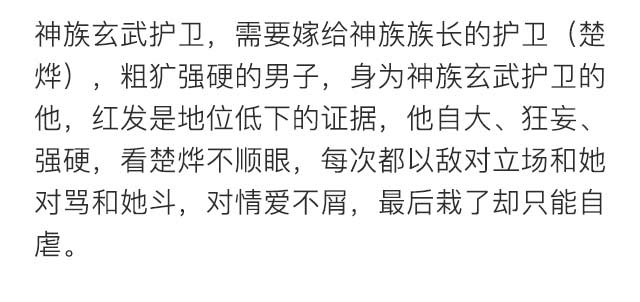 神族玄武护卫，需要嫁给神族族长的护卫（楚
烨），粗犷强硬的男子，身为神族玄武护卫的
他，红发是地位低下的证据，他自大、狂妄、
强硬，看楚烨不顺眼，每次都以敌对立场和她
对骂和她斗，对情爱不屑，最后栽了却只能自
虐。